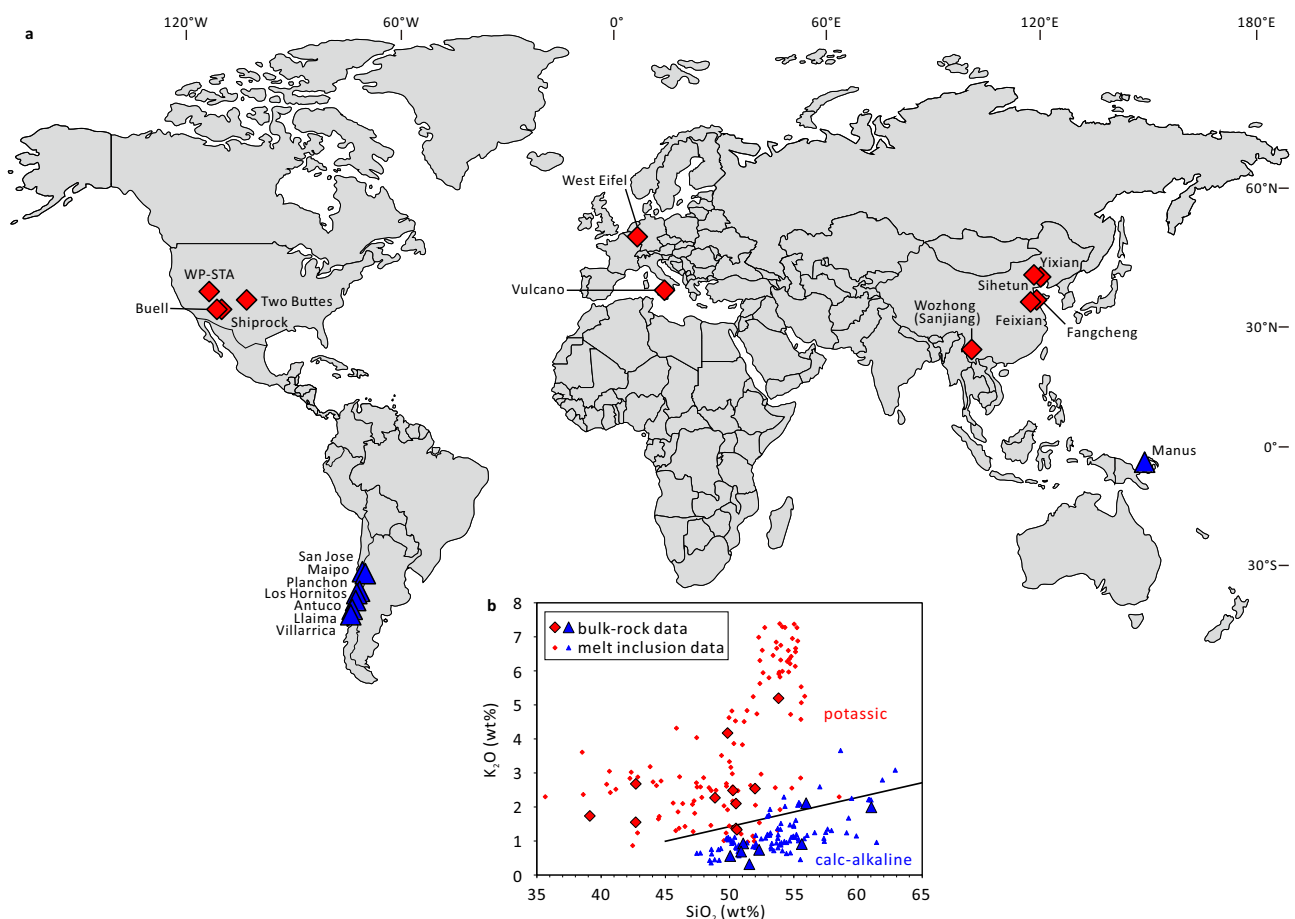 a
120°W 60°W 0° 60°E 120°E 180°E
60°N
30°N
0°
30°S
West Eifel
Vulcano
WP-STA
Two Buttes
Buell
Shiprock
Yixian
Sihetun
Wozhong
(Sanjiang)
Feixian
Fangcheng
Manus
San Jose
Maipo
Planchon
Los Hornitos
Antuco
Llaima
Villarrica
b
bulk-rock data
melt inclusion data
potassic
calc-alkaline
K₂O (wt%)
8
7
6
5
4
3
2
1
0
35 45 50 55 60 65
SiO₂ (wt%)